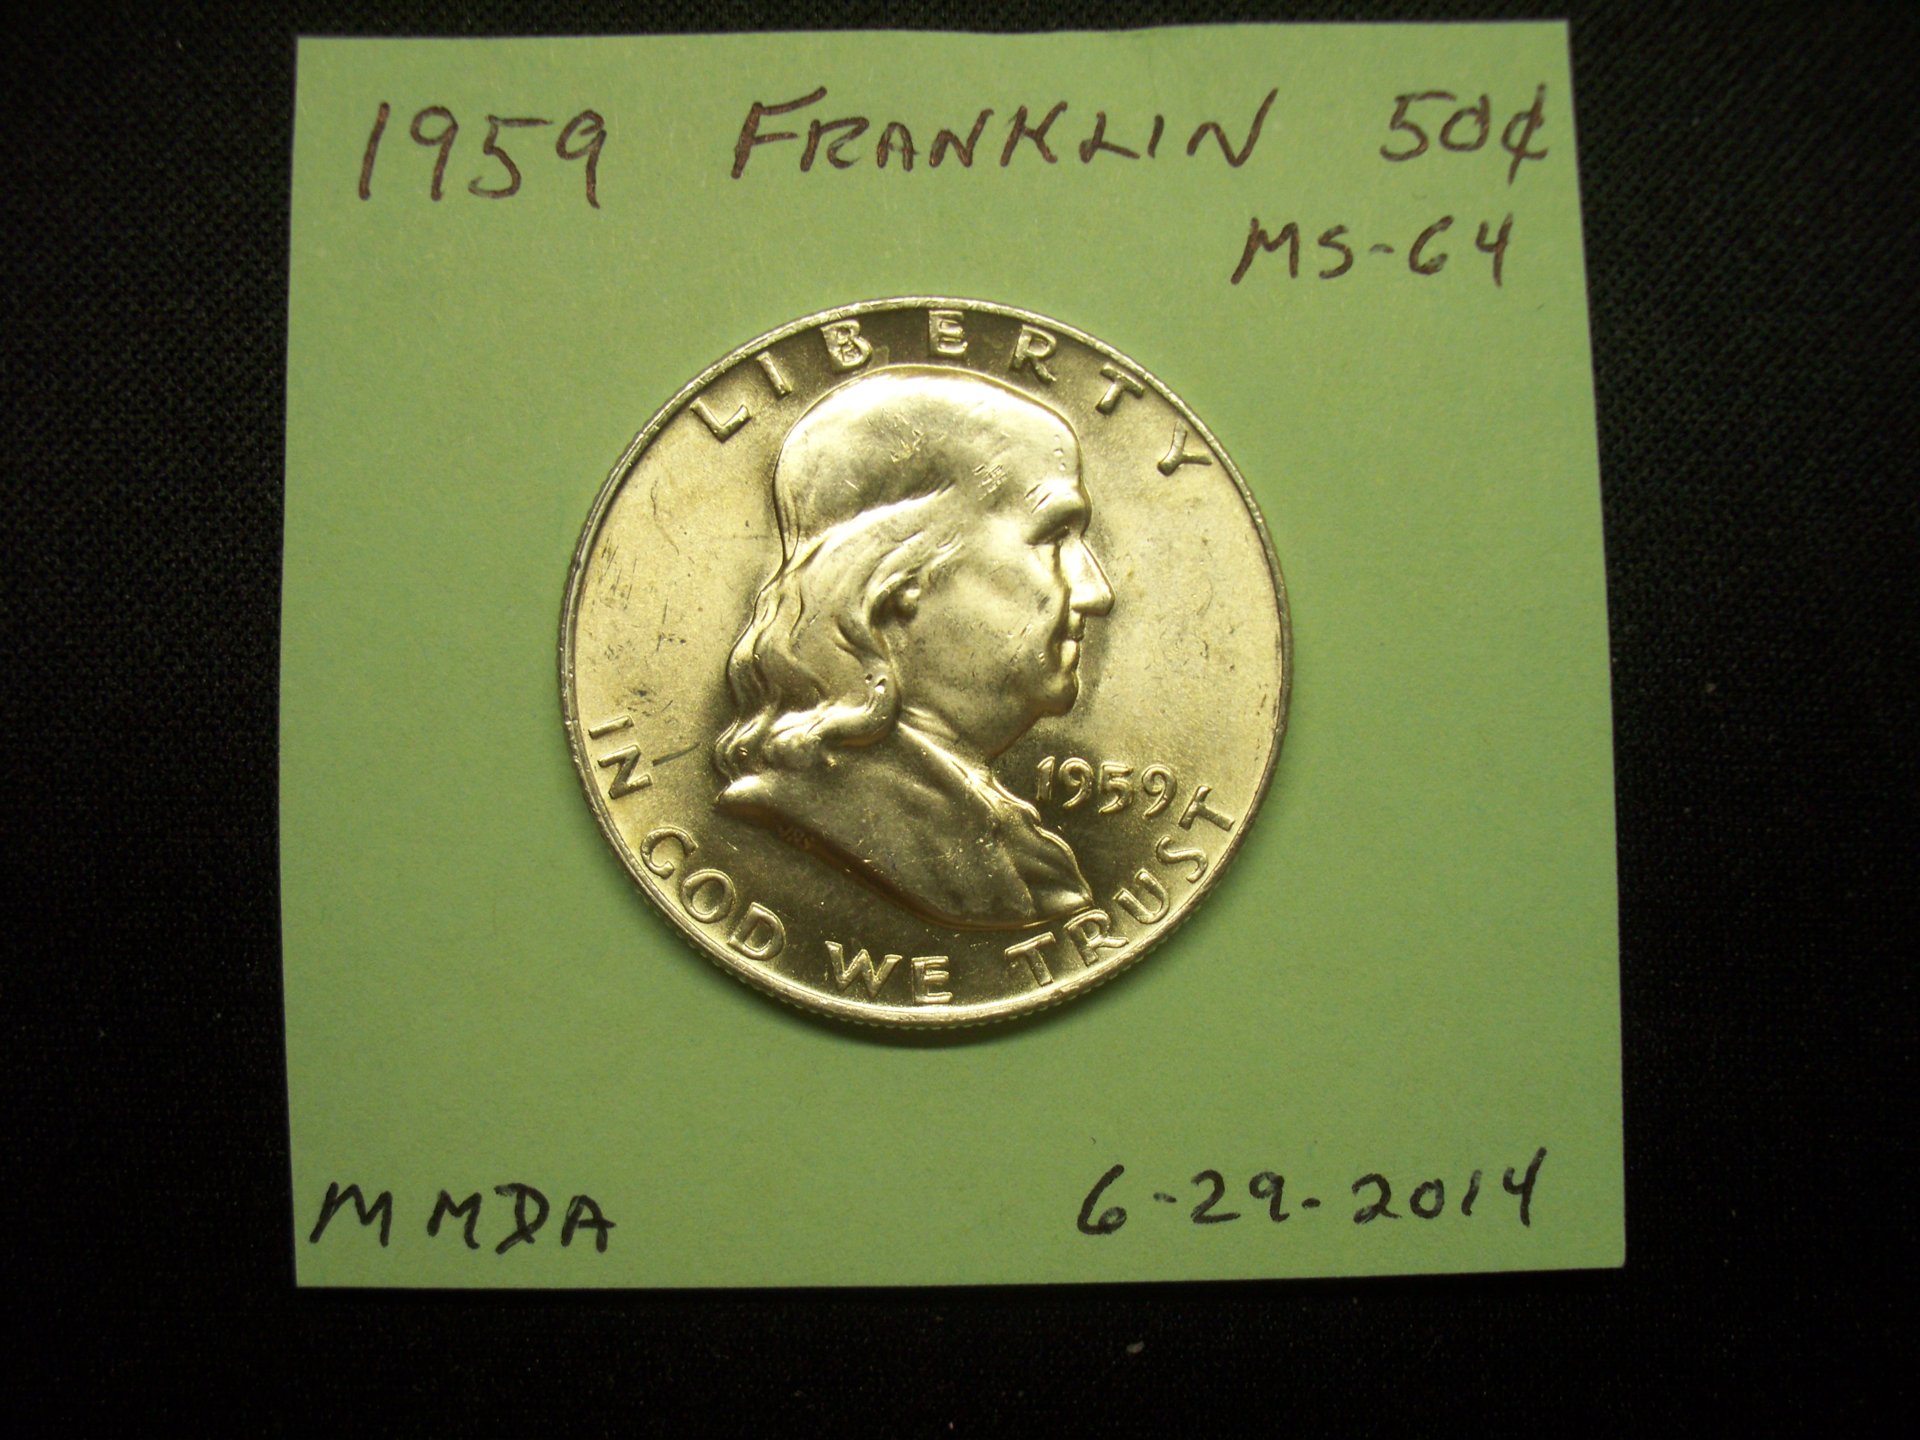 1959 FRANKLIN 50¢
MS-64
LIBERTY
1959
IN GOD WE TRUST
MMDA 6-29-2014